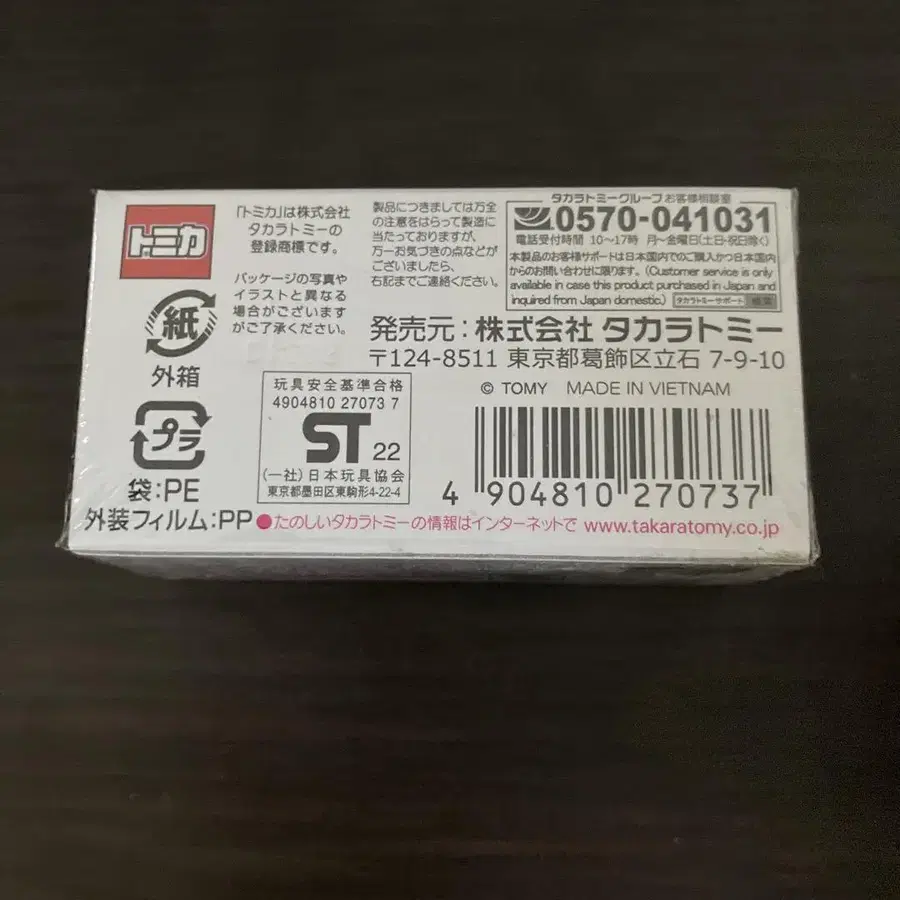 トミカ
「トミカ」は株式会社
タカラトミーの
登録商標です。
パッケージの写真や
イラストと異なる
場合がございます
がご了承ください。
製品につきましては万全
の注意をはらって製造に
当たっておりますが、
万一お気づきの点などが
ございましたら、
右記までご連絡ください。
タカラトミーグループお客様相談室
0570-041031
電話受付時間 10〜17時 月〜金曜日(土日・祝日除く)
本製品のお客様サポートは日本国内でのご購入かつ日本国内
からのお問い合わせに限ります。(Customer service is only
available in case this product purchased in Japan and
inquired from Japan domestic.) タカラトミーサポート 検索
紙
外箱
プラ
袋:PE
外装フィルム:PP
発売元:株式会社 タカラトミー
〒124-8511 東京都葛飾区立石 7-9-10
© TOMY MADE IN VIETNAM
玩具安全基準合格
4904810 27073 7
ST 22
(一社)日本玩具協会
東京都墨田区東駒形4-22-4
4 904810 270737
●たのしいタカラトミーの情報はインターネットで www.takaratomy.co.jp